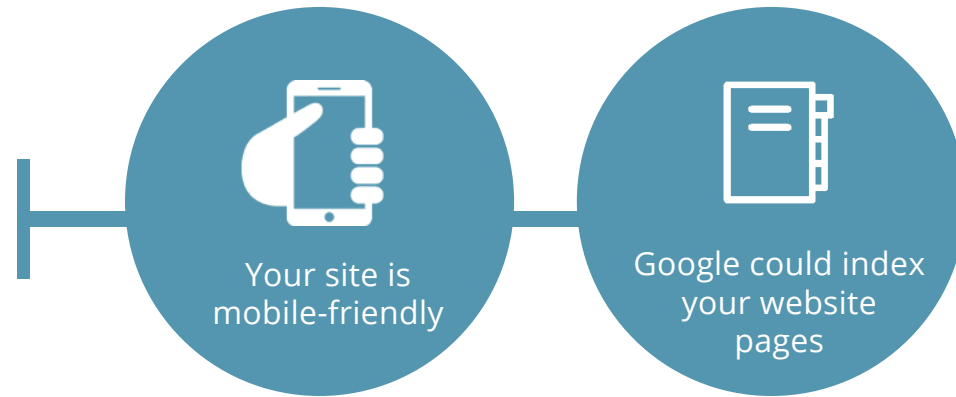 Your site is
mobile-friendly
Google could index
your website
pages